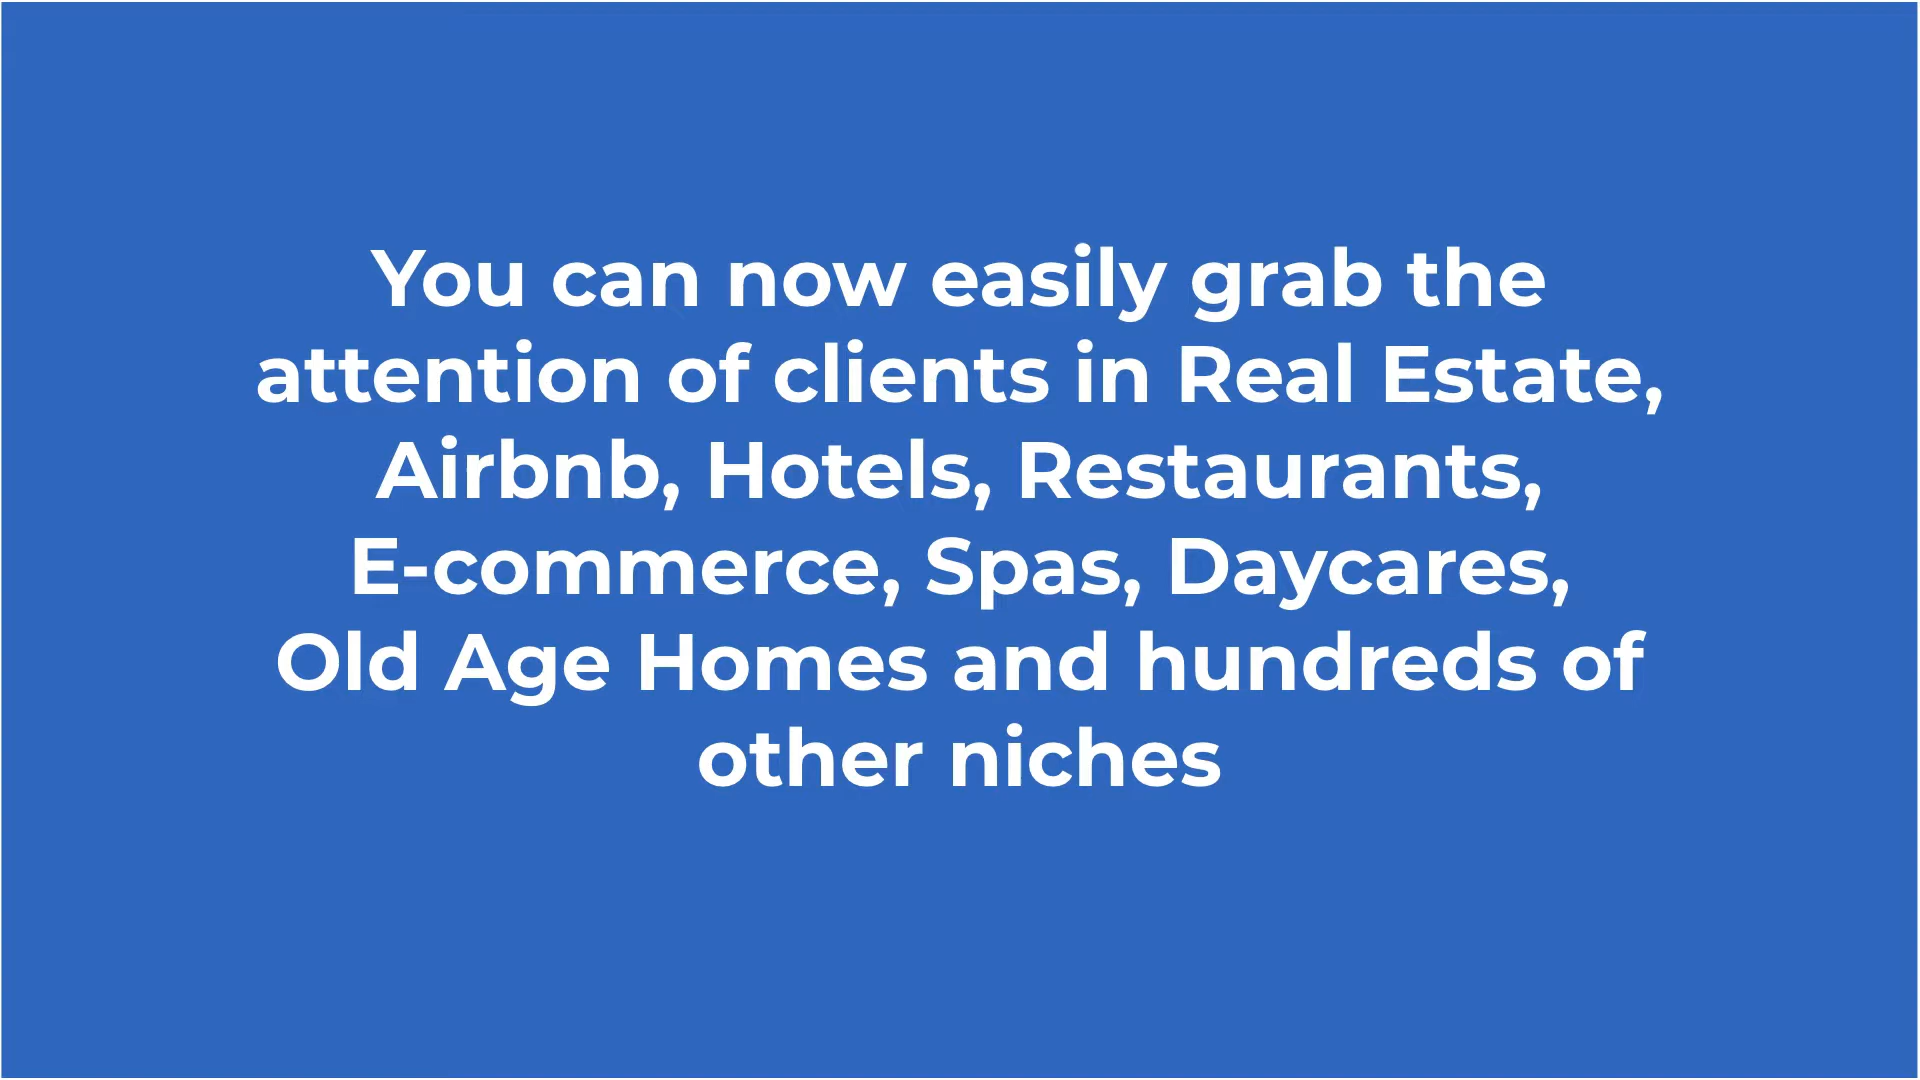 You can now easily grab the
attention of clients in Real Estate,
Airbnb, Hotels, Restaurants,
E-commerce, Spas, Daycares,
Old Age Homes and hundreds of
other niches